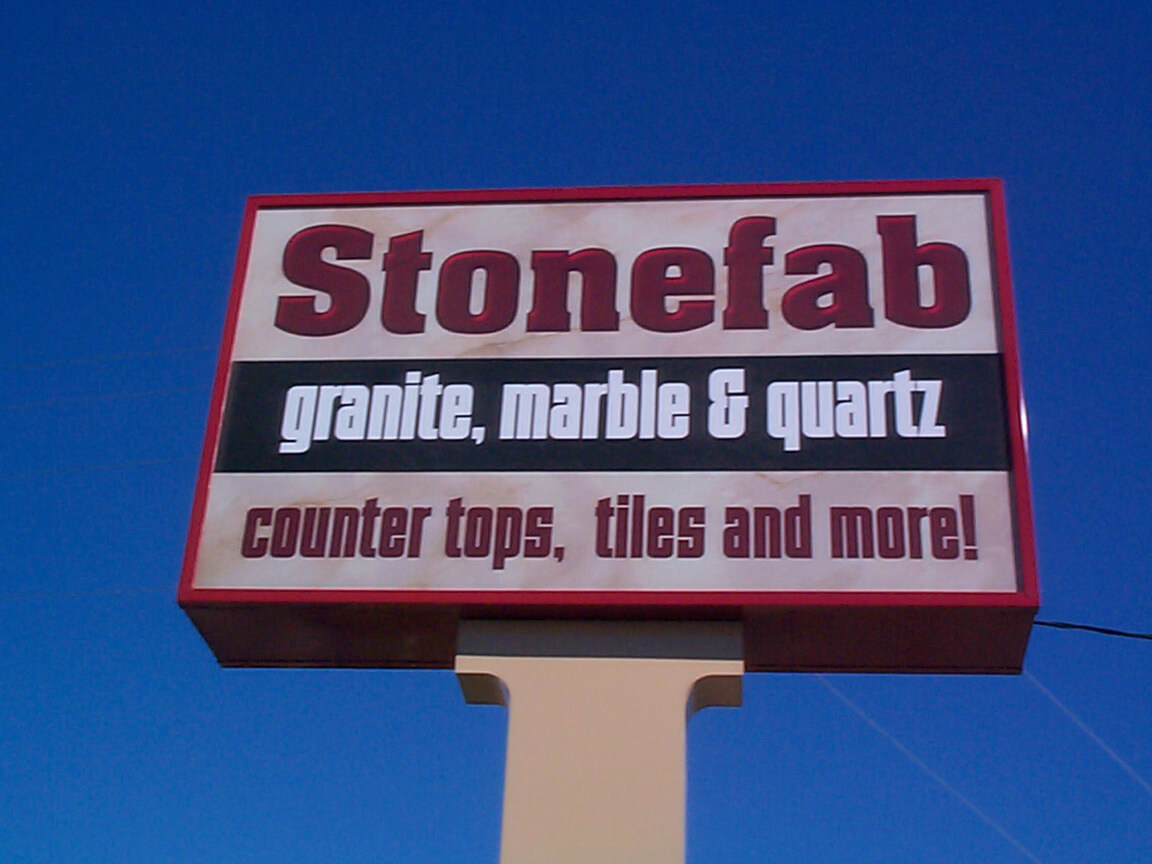 Stonefab
granite, marble & quartz
counter tops, tiles and more!